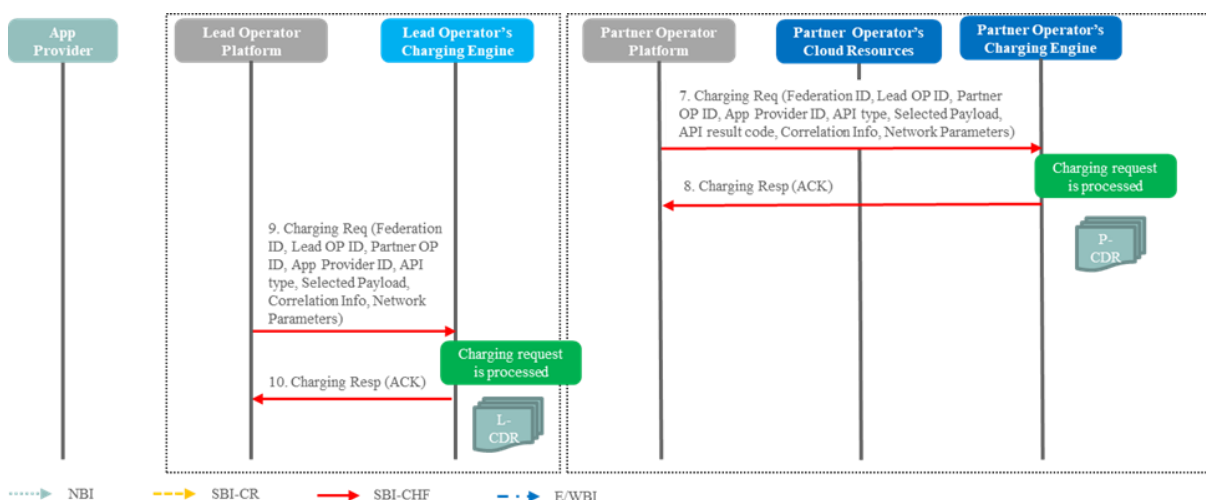 App
Provider
Lead Operator
Platform
Lead Operator's
Charging Engine
Partner Operator
Platform
Partner Operator's
Cloud Resources
Partner Operator's
Charging Engine
7. Charging Req (Federation ID, Lead OP ID, Partner
OP ID, App Provider ID, API type, Selected Payload,
API result code, Correlation Info, Network Parameters)
Charging request
is processed
8. Charging Resp (ACK)
P-
CDR
9. Charging Req (Federation
ID, Lead OP ID, Partner OP
ID, App Provider ID, API
type, Selected Payload,
Correlation Info, Network
Parameters)
Charging request
is processed
10. Charging Resp (ACK)
L-
CDR
NBI
SBI-CR
SBI-CHF
E/WBI